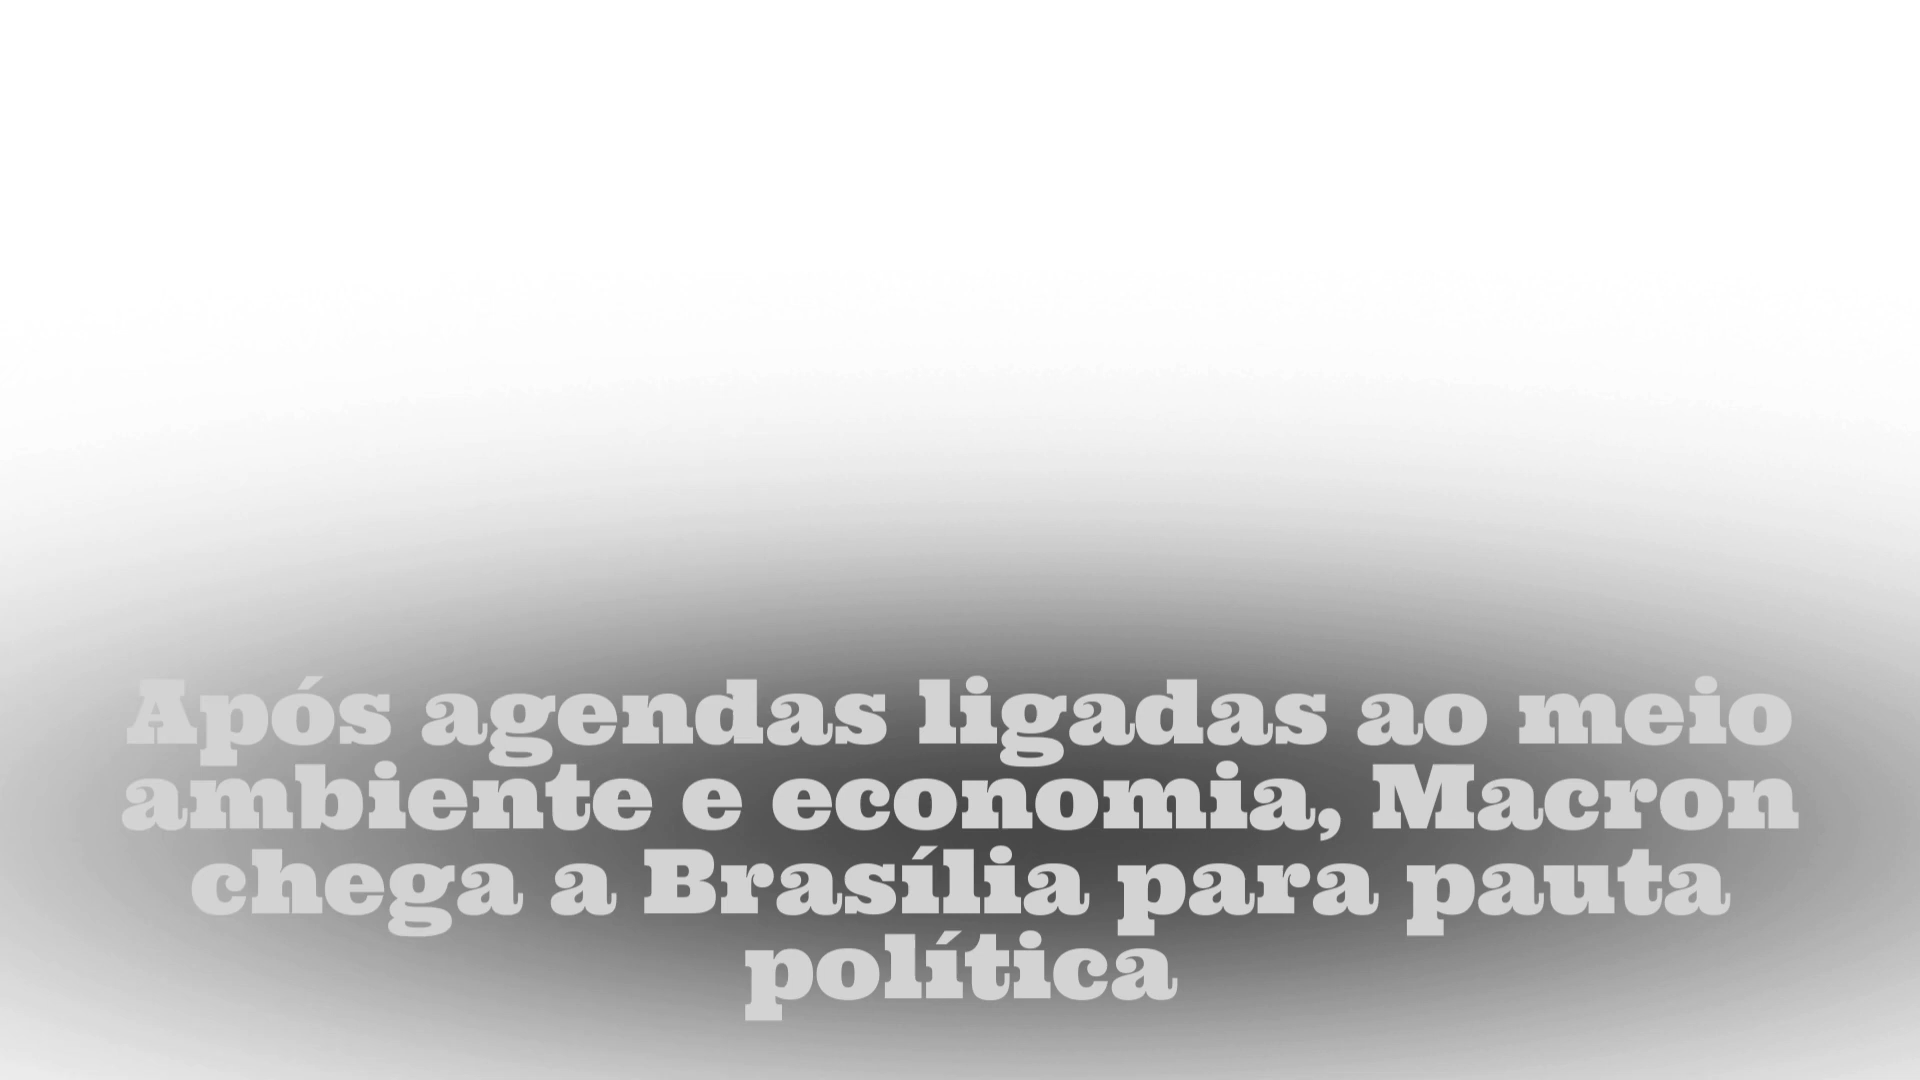 Após agendas ligadas ao meio
ambiente e economia, Macron
chega a Brasília para pauta
política